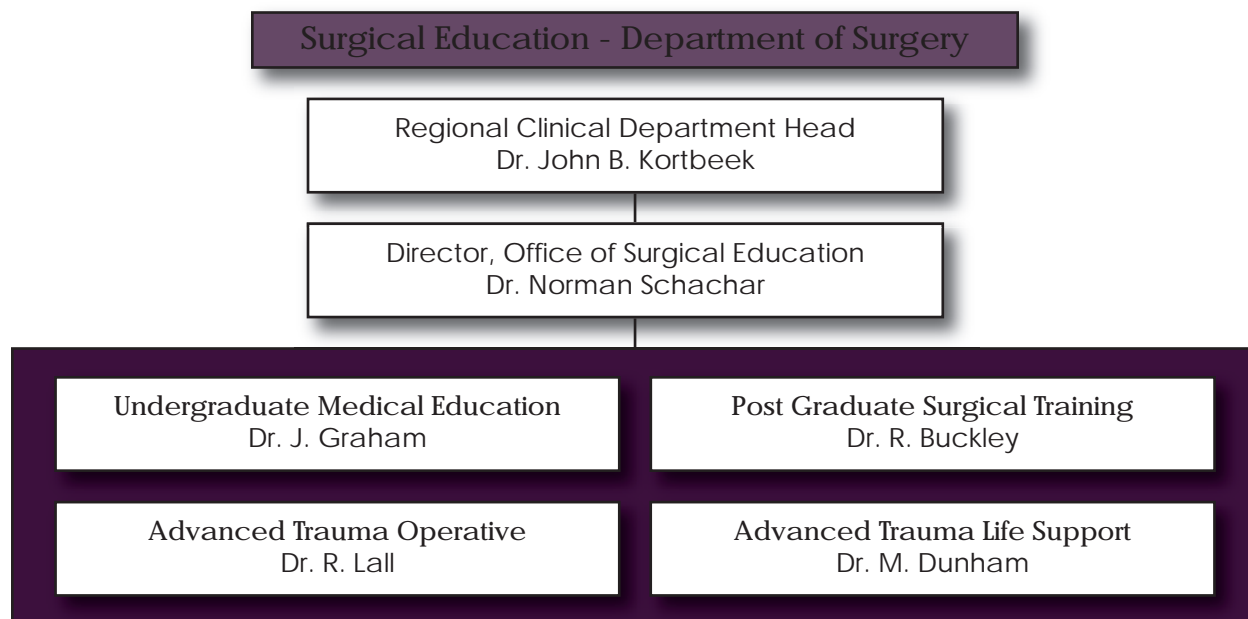 Surgical Education - Department of Surgery
Regional Clinical Department Head
Dr. John B. Kortbeek
Director, Office of Surgical Education
Dr. Norman Schachar
Undergraduate Medical Education
Dr. J. Graham
Post Graduate Surgical Training
Dr. R. Buckley
Advanced Trauma Operative
Dr. R. Lall
Advanced Trauma Life Support
Dr. M. Dunham